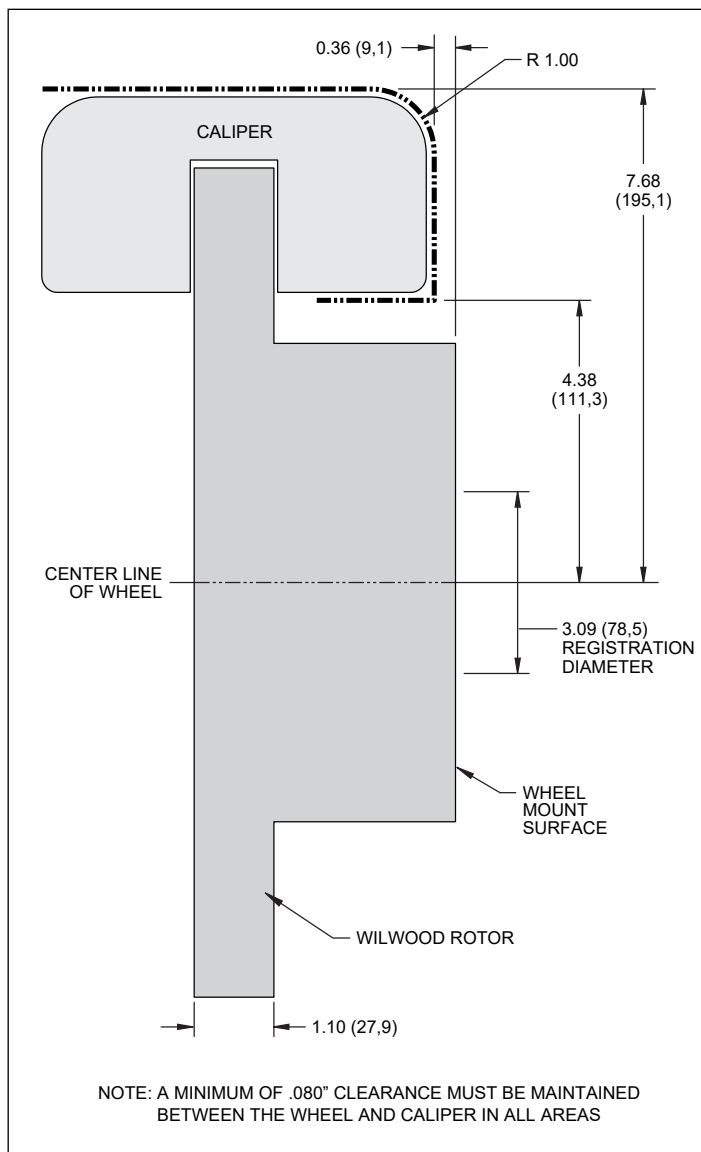 0.36 (9,1)
R 1.00
CALIPER
7.68
(195,1)
4.38
(111,3)
CENTER LINE
OF WHEEL
3.09 (78,5)
REGISTRATION
DIAMETER
WHEEL
MOUNT
SURFACE
WILWOOD ROTOR
1.10 (27,9)
NOTE: A MINIMUM OF .080” CLEARANCE MUST BE MAINTAINED
BETWEEN THE WHEEL AND CALIPER IN ALL AREAS